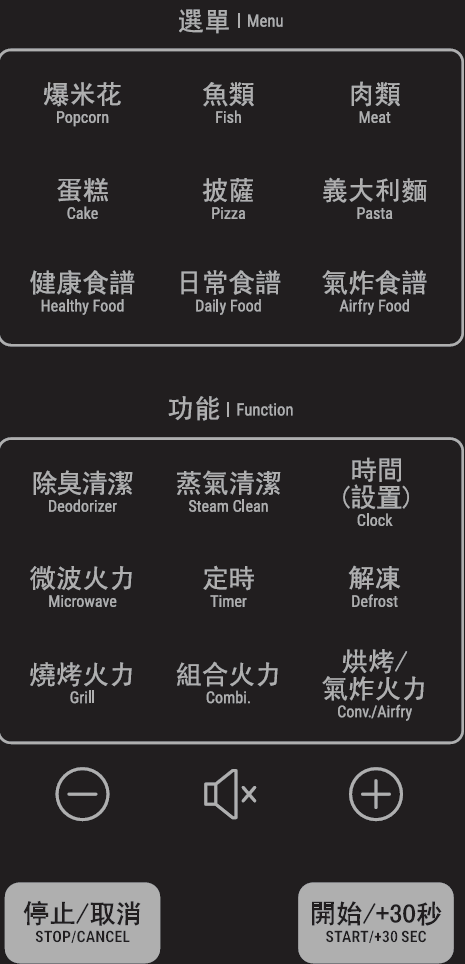 選單 | Menu
爆米花 魚類 肉類
Popcorn Fish Meat
蛋糕 披薩 義大利麵
Cake Pizza Pasta
健康食譜 日常食譜 氣炸食譜
Healthy Food Daily Food Airfry Food
功能 | Function
除臭清潔
Deodorizer
蒸氣清潔
Steam Clean
時間
(設置)
Clock
微波火力 定時 解凍
Microwave Timer Defrost
燒烤火力
Grill
組合火力
Combi.
烘烤/
氣炸火力
Conv./Airfry
停止/取消
STOP/CANCEL
開始/+30秒
START/+30 SEC